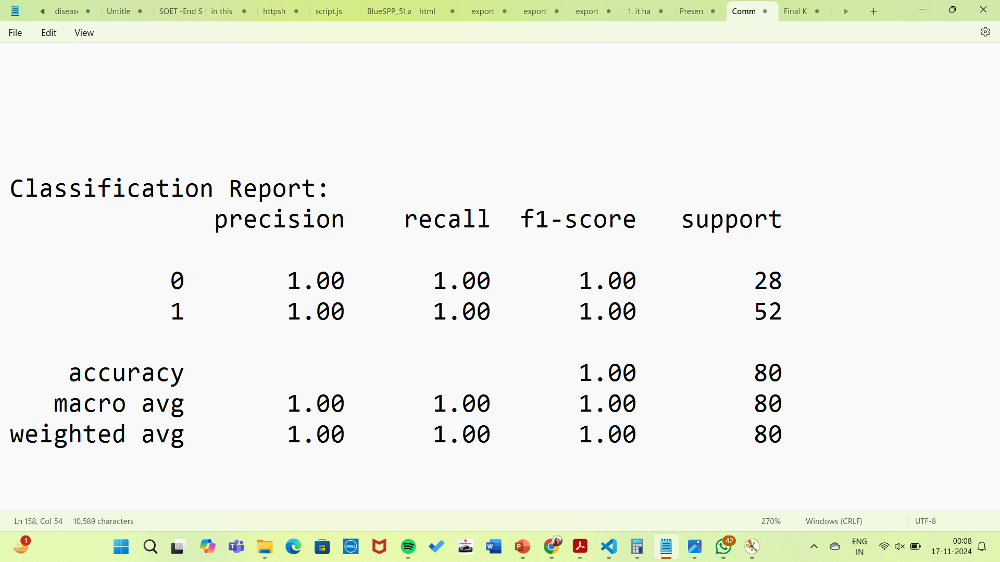 diseas Untitle SOET -End S in this httpsh script.js BlueSPP_51.a html export export export 1. it ha Presen Comm Final K
File Edit View
Classification Report:
precision recall f1-score support
0 1.00 1.00 1.00 28
1 1.00 1.00 1.00 52
accuracy 1.00 80
macro avg 1.00 1.00 1.00 80
weighted avg 1.00 1.00 1.00 80
Ln 158, Col 54 10,589 characters 270% Windows (CRLF) UTF-8
1 DELL W P 42 ENG IN 00:08 17-11-2024